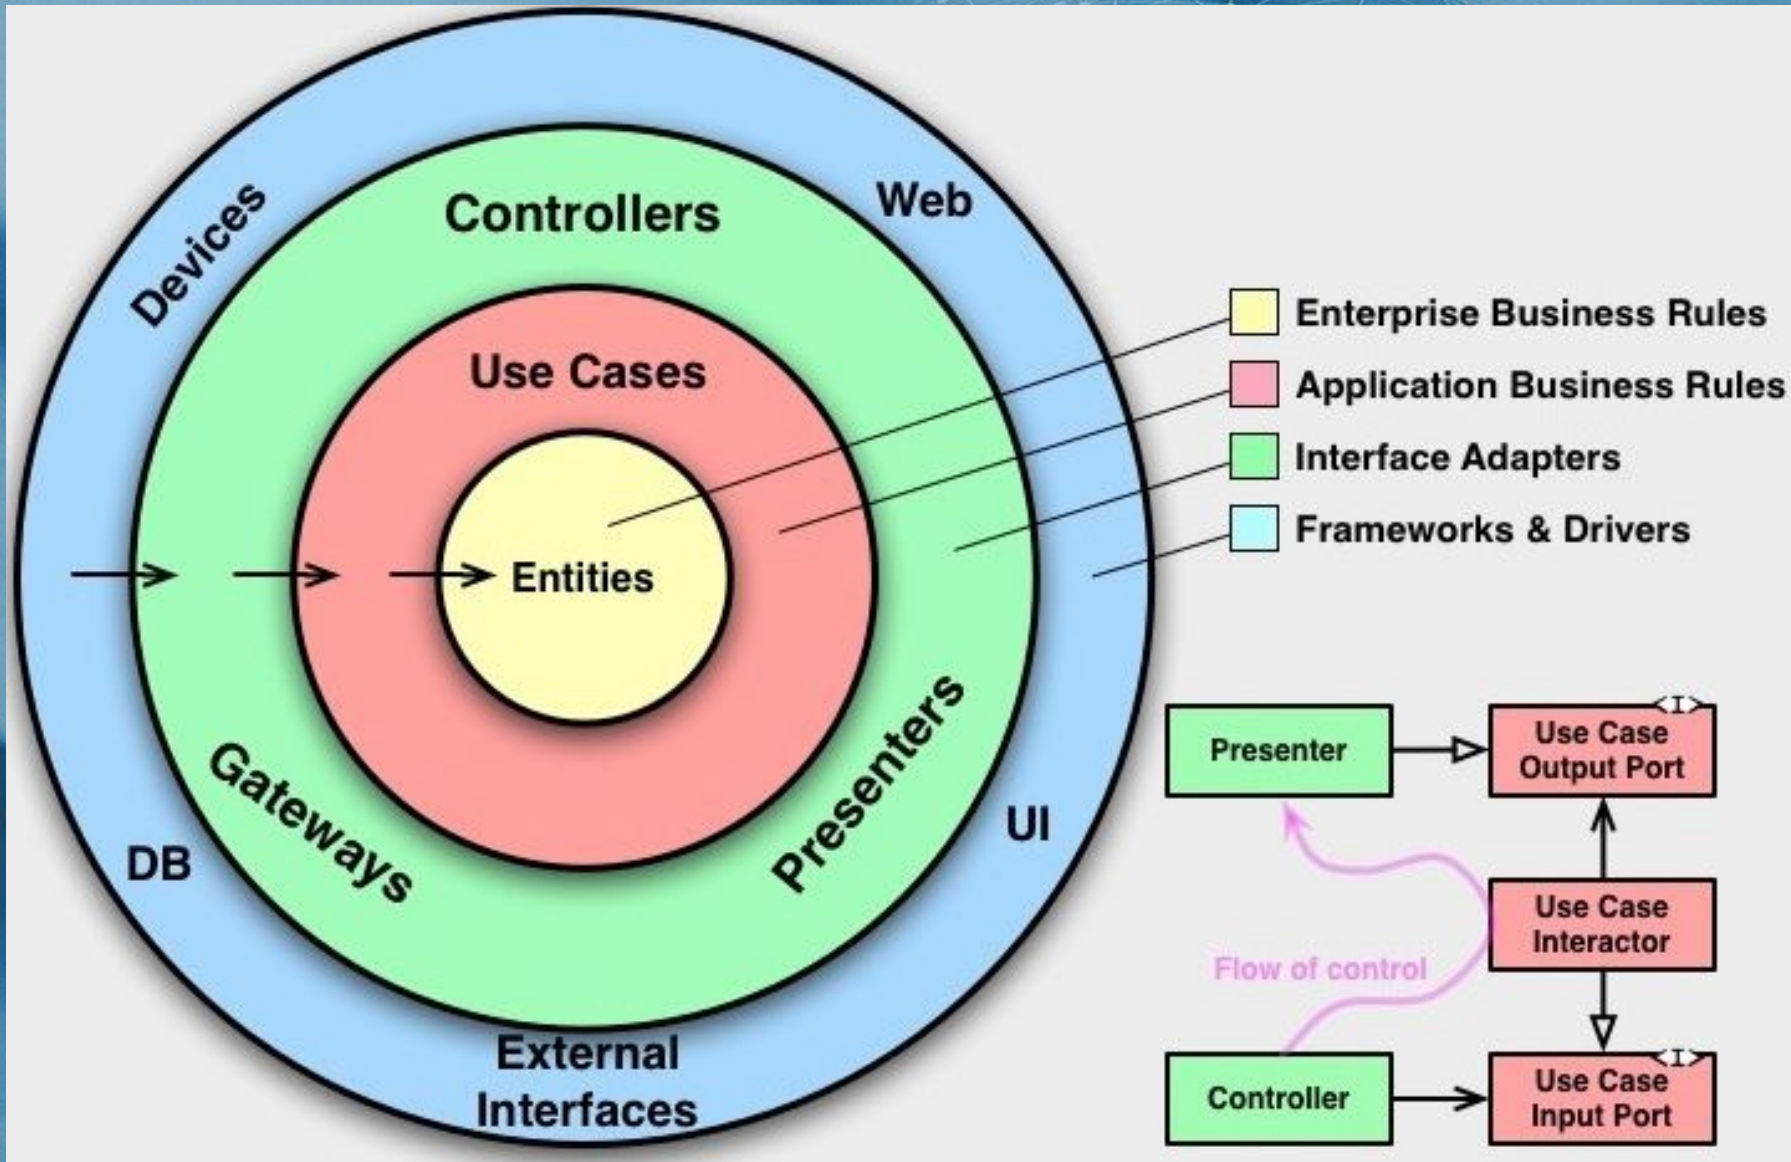 Devices
Controllers
Web
Use Cases
Entities
Gateways
Presenters
DB
UI
External
Interfaces
Enterprise Business Rules
Application Business Rules
Interface Adapters
Frameworks & Drivers
Presenter
<I>
Use Case
Output Port
Use Case
Interactor
Flow of control
Controller
<I>
Use Case
Input Port